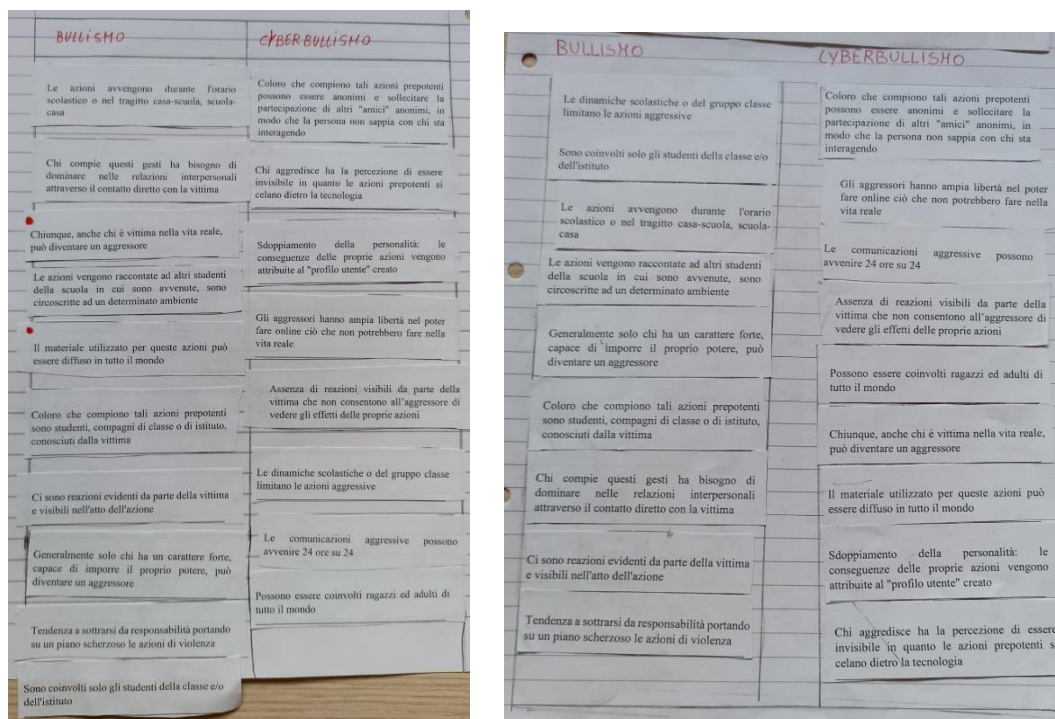 BULLISMO
Le azioni avvengono durante l'orario
scolastico o nel tragitto casa-scuola, scuola-
casa
Chi compie questi gesti ha bisogno di
dominare nelle relazioni interpersonali
attraverso il contatto diretto con la vittima
Chiunque, anche chi è vittima nella vita reale,
può diventare un aggressore
Le azioni vengono raccontate ad altri studenti
della scuola in cui sono avvenute, sono
circoscritte ad un determinato ambiente
Il materiale utilizzato per queste azioni può
essere diffuso in tutto il mondo
Coloro che compiono tali azioni prepotenti
sono studenti, compagni di classe o di istituto,
conosciuti dalla vittima
Ci sono reazioni evidenti da parte della vittima
e visibili nell'atto dell'azione
Generalmente solo chi ha un carattere forte,
capace di imporre il proprio potere, può
diventare un aggressore
Tendenza a sottrarsi da responsabilità portando
su un piano scherzoso le azioni di violenza
Sono coinvolti solo gli studenti della classe e/o
dell'istituto
CYBERBULLISMO
Coloro che compiono tali azioni prepotenti
possono essere anonimi e sollecitare la
partecipazione di altri "amici" anonimi, in
modo che la persona non sappia con chi sta
interagendo
Chi aggredisce ha la percezione di essere
invisibile in quanto le azioni prepotenti si
celano dietro la tecnologia
Sdoppiamento della personalità: le
conseguenze delle proprie azioni vengono
attribuite al "profilo utente" creato
Gli aggressori hanno ampia libertà nel poter
fare online ciò che non potrebbero fare nella
vita reale
Assenza di reazioni visibili da parte della
vittima che non consentono all'aggressore di
vedere gli effetti delle proprie azioni
Le dinamiche scolastiche o del gruppo classe
limitano le azioni aggressive
Le comunicazioni aggressive possono
avvenire 24 ore su 24
Possono essere coinvolti ragazzi ed adulti di
tutto il mondo
BULLISMO
Le dinamiche scolastiche o del gruppo classe
limitano le azioni aggressive
Sono coinvolti solo gli studenti della classe e/o
dell'istituto
Le azioni avvengono durante l'orario
scolastico o nel tragitto casa-scuola, scuola-
casa
Le azioni vengono raccontate ad altri studenti
della scuola in cui sono avvenute, sono
circoscritte ad un determinato ambiente
Generalmente solo chi ha un carattere forte,
capace di imporre il proprio potere, può
diventare un aggressore
Coloro che compiono tali azioni prepotenti
sono studenti, compagni di classe o di istituto,
conosciuti dalla vittima
Chi compie questi gesti ha bisogno di
dominare nelle relazioni interpersonali
attraverso il contatto diretto con la vittima
Ci sono reazioni evidenti da parte della vittima
e visibili nell'atto dell'azione
Tendenza a sottrarsi da responsabilità portando
su un piano scherzoso le azioni di violenza
CYBERBULLISMO
Coloro che compiono tali azioni prepotenti
possono essere anonimi e sollecitare la
partecipazione di altri "amici" anonimi, in
modo che la persona non sappia con chi sta
interagendo
Gli aggressori hanno ampia libertà nel poter
fare online ciò che non potrebbero fare nella
vita reale
Le comunicazioni aggressive possono
avvenire 24 ore su 24
Assenza di reazioni visibili da parte della
vittima che non consentono all'aggressore di
vedere gli effetti delle proprie azioni
Possono essere coinvolti ragazzi ed adulti di
tutto il mondo
Chiunque, anche chi è vittima nella vita reale,
può diventare un aggressore
Il materiale utilizzato per queste azioni può
essere diffuso in tutto il mondo
Sdoppiamento della personalità: le
conseguenze delle proprie azioni vengono
attribuite al "profilo utente" creato
Chi aggredisce ha la percezione di essere
invisibile in quanto le azioni prepotenti s
celano dietro la tecnologia